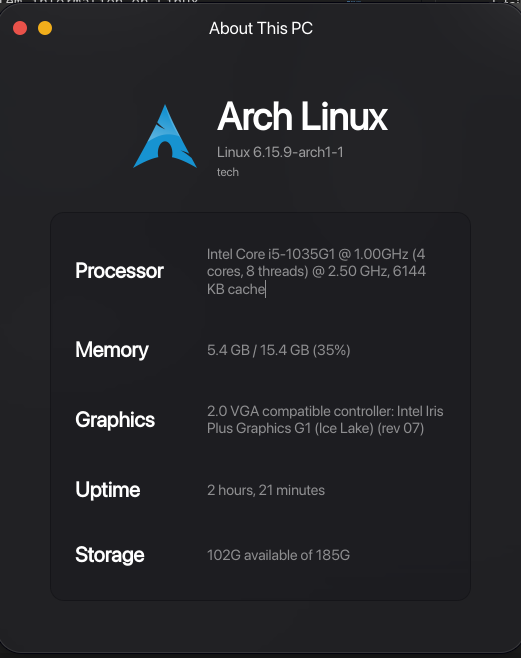 About This PC
Arch Linux
Linux 6.15.9-arch1-1
tech
Processor
Intel Core i5-1035G1 @ 1.00GHz (4
cores, 8 threads) @ 2.50 GHz, 6144
KB cache
Memory
5.4 GB / 15.4 GB (35%)
Graphics
2.0 VGA compatible controller: Intel Iris
Plus Graphics G1 (Ice Lake) (rev 07)
Uptime
2 hours, 21 minutes
Storage
102G available of 185G